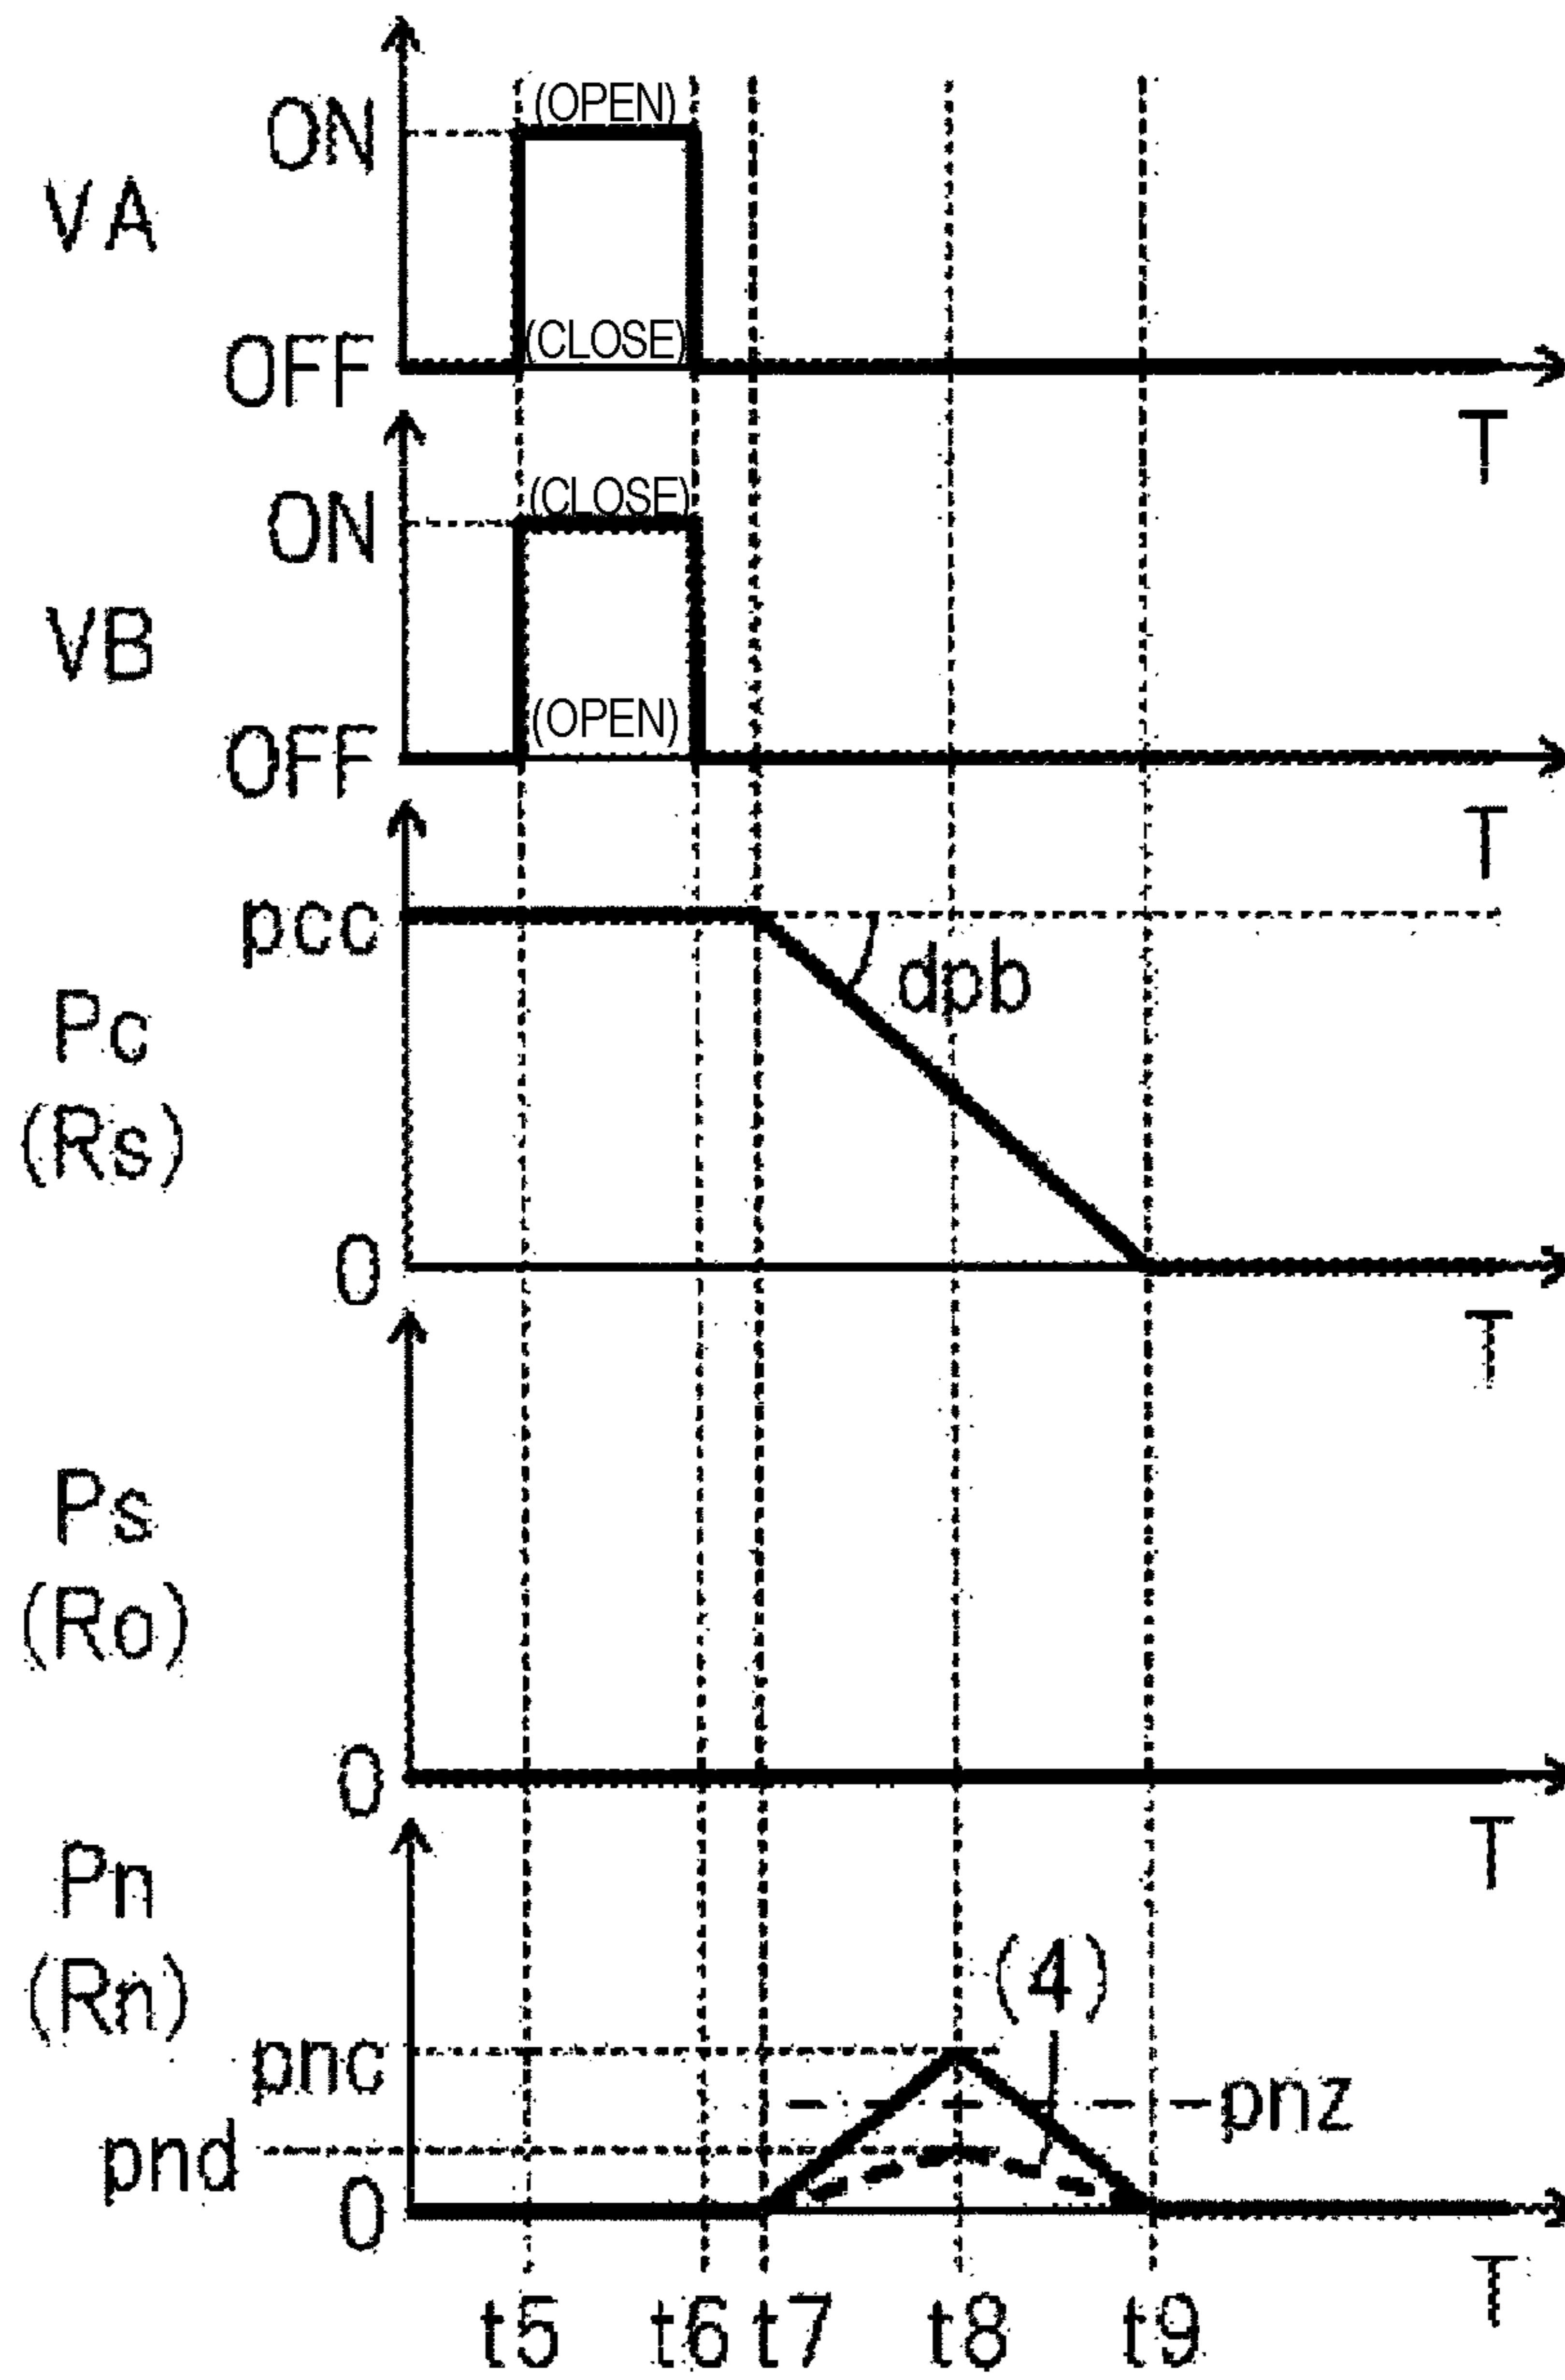 (OPEN)
ON
VA
(CLOSE)
OFF
T
(CLOSE)
ON
VB
(OPEN)
OFF
T
pcc
dpb
Pc
(Rs)
0
T
Ps
(Ro)
0
T
Pn
(Rn)
(4)
pnc
pnz
pnd
0
T
t5 t6 t7 t8 t9